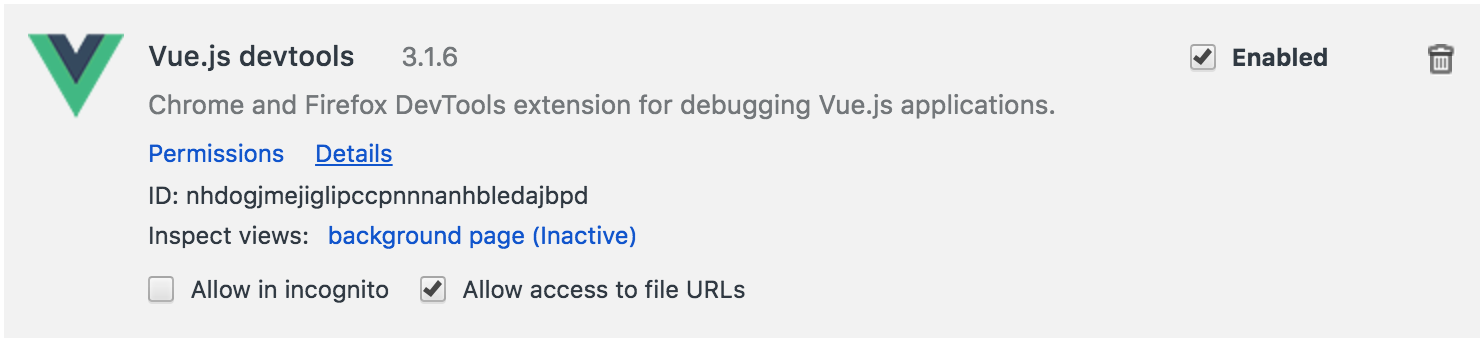 Vue.js devtools 3.1.6 Enabled
Chrome and Firefox DevTools extension for debugging Vue.js applications.
Permissions Details
ID: nhdogjmejiglipccpnnnanhbledajbpd
Inspect views: background page (Inactive)
Allow in incognito Allow access to file URLs